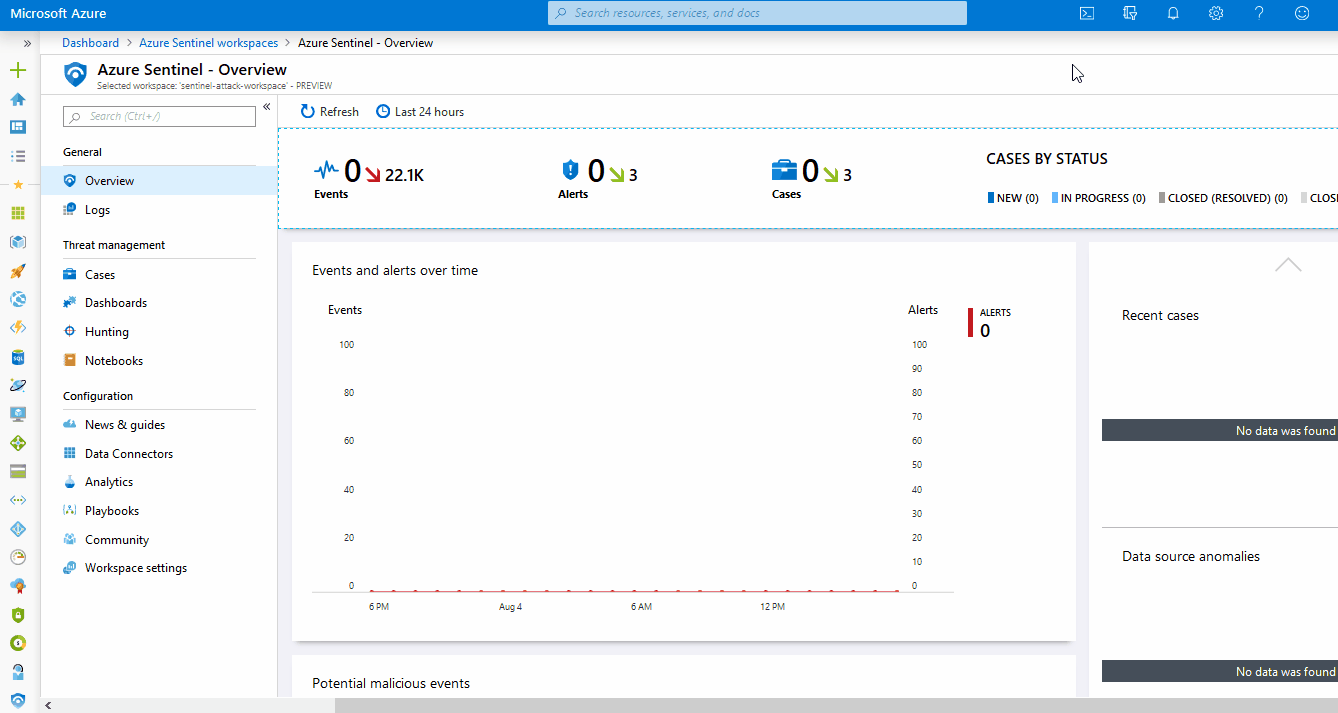 Microsoft Azure
Search resources, services, and docs
Dashboard > Azure Sentinel workspaces > Azure Sentinel - Overview
Azure Sentinel - Overview
Selected workspace: 'sentinel-attack-workspace' - PREVIEW
Search (Ctrl+/)
General
Overview
Logs
Threat management
Cases
Dashboards
Hunting
Notebooks
Configuration
News & guides
Data Connectors
Analytics
Playbooks
Community
Workspace settings
Refresh
Last 24 hours
0 22.1K
Events
0 3
Alerts
0 3
Cases
CASES BY STATUS
NEW (0) IN PROGRESS (0) CLOSED (RESOLVED) (0) CLOS
Events and alerts over time
Events
Alerts
ALERTS
0
100
80
60
40
20
0
100
90
80
70
60
50
40
30
20
10
0
6 PM Aug 4 6 AM 12 PM
Potential malicious events
Recent cases
No data was found
Data source anomalies
No data was found